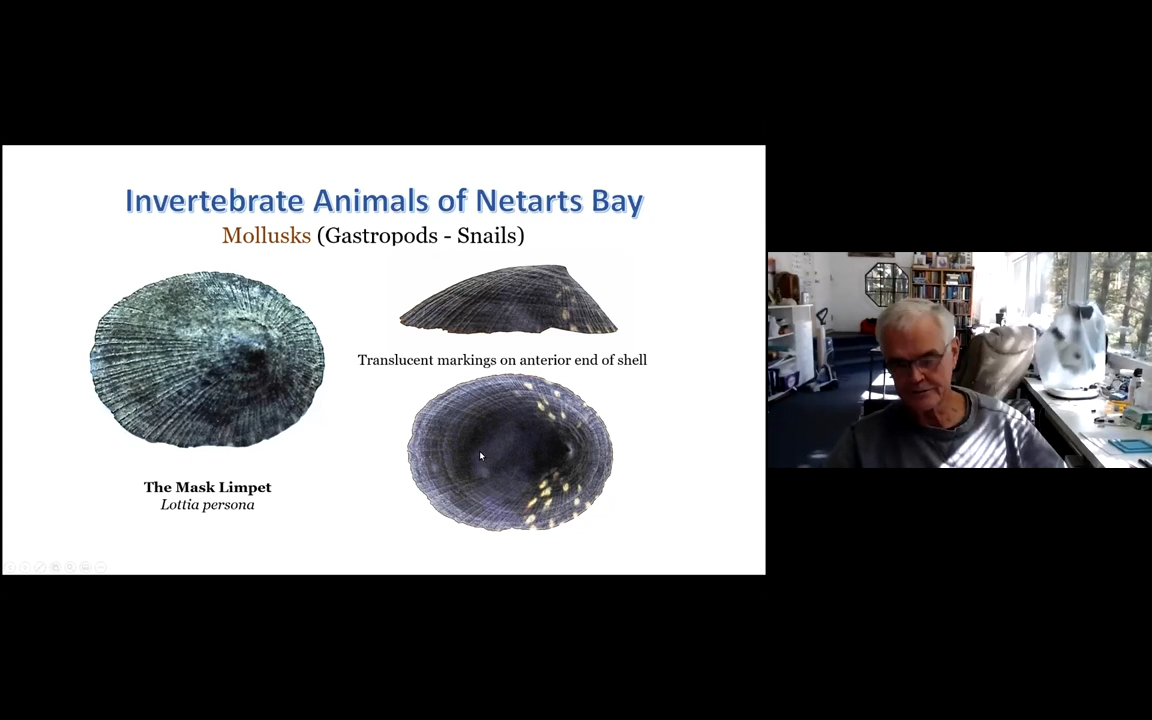 Invertebrate Animals of Netarts Bay
Mollusks (Gastropods - Snails)
Translucent markings on anterior end of shell
The Mask Limpet
Lottia persona